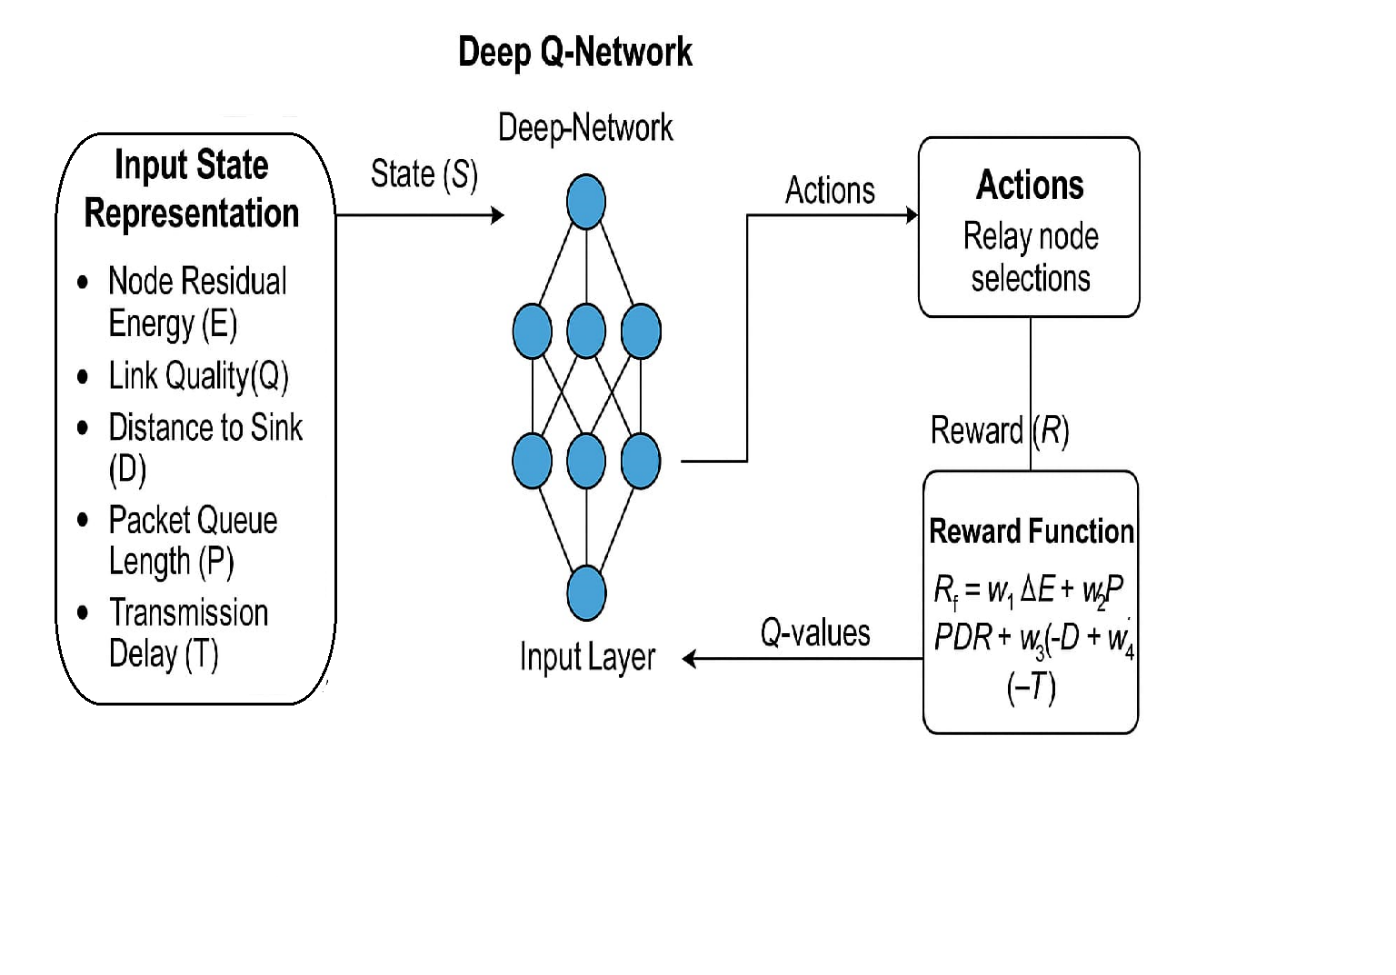 Deep Q-Network
Deep-Network
Input State
Representation
• Node Residual
Energy (E)
• Link Quality(Q)
• Distance to Sink
(D)
• Packet Queue
Length (P)
• Transmission
Delay (T)
State (S)
Input Layer
Actions
Actions
Relay node
selections
Reward (R)
Reward Function
R_f = w_1 ΔE + w_2P
PDR + w_3(-D + w_4
(–T)
Q-values